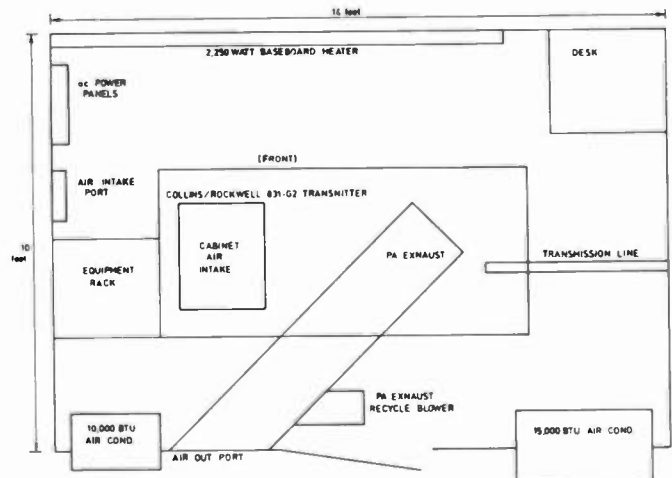 14 feet
2,250 WATT BASEBOARD HEATER
DESK
ac POWER
PANELS
(FRONT)
AIR INTAKE
PORT
COLLINS/ROCKWELL 831-G2 TRANSMITTER
10
feet
CABINET
AIR
INTAKE
PA EXHAUST
TRANSMISSION LINE
EQUIPMENT
RACK
PA EXHAUST
RECYCLE BLOWER
10,000 BTU
AIR COND.
15,000 BTU AIR COND.
AIR OUT PORT